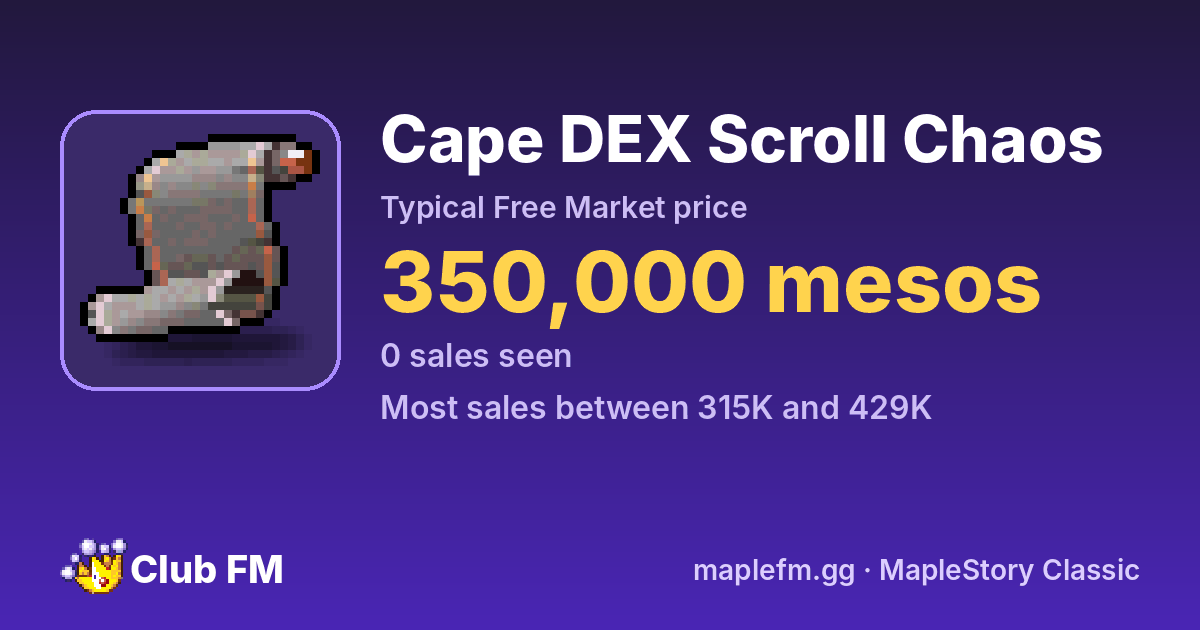 Cape DEX Scroll Chaos
Typical Free Market price
350,000 mesos
0 sales seen
Most sales between 315K and 429K
Club FM
maplefm.gg · MapleStory Classic